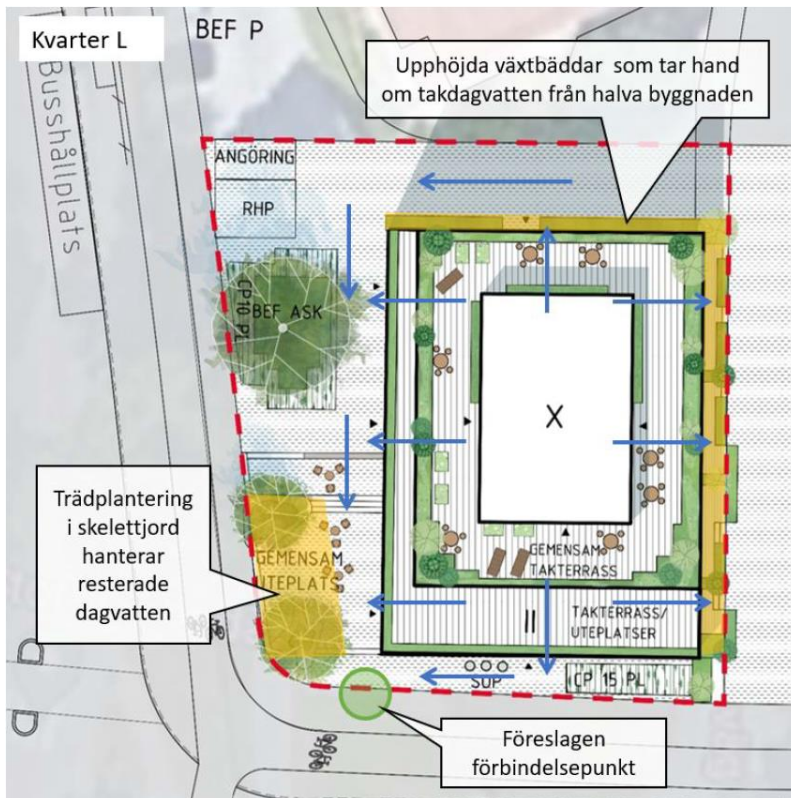 Kvarter L
BEF P
Upphöjda växtbäddar som tar hand
om takdagvatten från halva byggnaden
Busshållplats
ANGÖRING
RHP
CP10 PL
BEF ASK
X
Trädplantering
i skelettjord
hanterar
resterade
dagvatten
GEMENSAM
UTEPLATS
GEMENSAM
TAKTERRASS
II
TAKTERRASS/
UTEPLATSER
SOP
CP 15 PL
Föreslagen
förbindelsepunkt